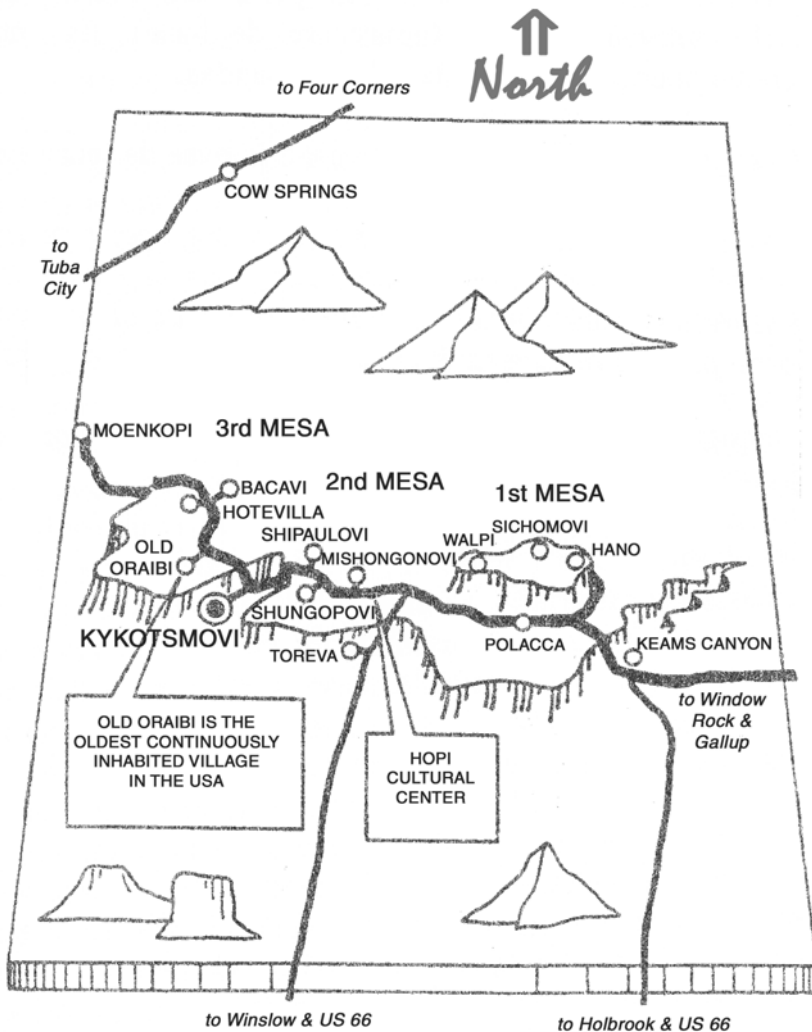 North
to Four Corners
COW SPRINGS
to
Tuba
City
MOENKOPI
3rd MESA
BACAVI
2nd MESA
1st MESA
HOTEVILLA
SHIPAULOVI
SICHOMOVI
WALPI
HANO
OLD
ORAIBI
MISHONGONOVI
SHUNGOPOVI
KYKOTSMOVI
POLACCA
KEAMS CANYON
TOREVA
to Window
Rock &
Gallup
OLD ORAIBI IS THE
OLDEST CONTINUOUSLY
INHABITED VILLAGE
IN THE USA
HOPI
CULTURAL
CENTER
to Winslow & US 66
to Holbrook & US 66